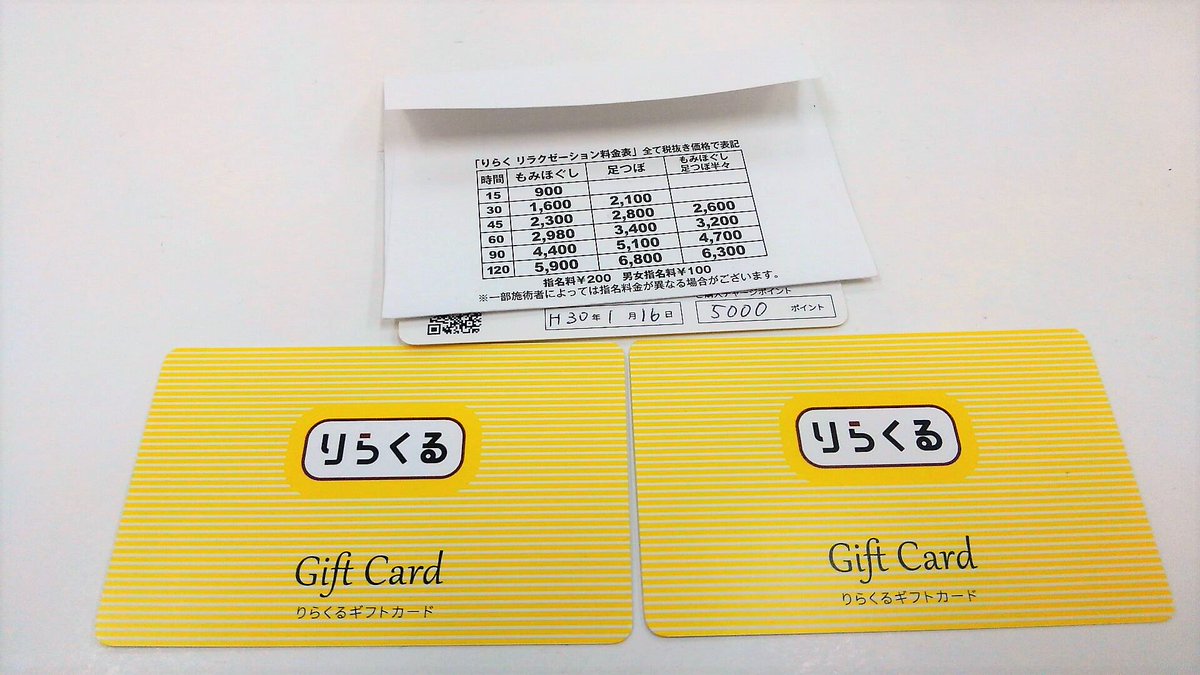 「りらく リラクゼーション料金表」全て税抜き価格で表記
時間 もみほぐし 足つぼ もみほぐし足つぼ半々
15 900
30 1,600 2,100
45 2,300 2,800 2,600
60 2,980 3,400 3,200
90 4,400 5,100 4,700
120 5,900 6,800 6,300
指名料¥200 男女指名料¥100
※一部施術者によっては指名料金が異なる場合がございます。
チャージポイント
H30年1月16日 5000 ポイント
りらくる
Gift Card
りらくるギフトカード
りらくる
Gift Card
りらくるギフトカード